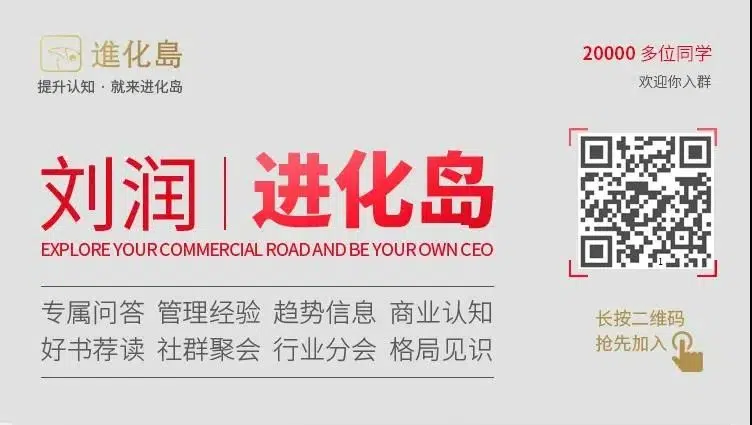 進化島
提升认知 · 就来进化岛
20000 多位同学
欢迎你入群
刘润 | 进化岛
EXPLORE YOUR COMMERCIAL ROAD AND BE YOUR OWN CEO
专属问答 管理经验 趋势信息 商业认知
好书荐读 社群聚会 行业分会 格局见识
1
长按二维码
抢先加入